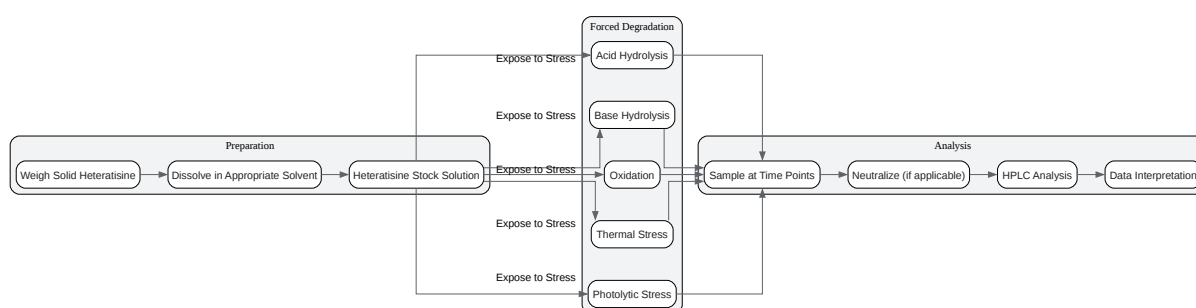 Forced Degradation
Expose to Stress
Acid Hydrolysis
Expose to Stress
Base Hydrolysis
Preparation
Analysis
Weigh Solid Heteratisine
Dissolve in Appropriate Solvent
Heteratisine Stock Solution
Expose to Stress
Oxidation
Sample at Time Points
Neutralize (if applicable)
HPLC Analysis
Data Interpretation
Expose to Stress
Thermal Stress
Expose to Stress
Photolytic Stress